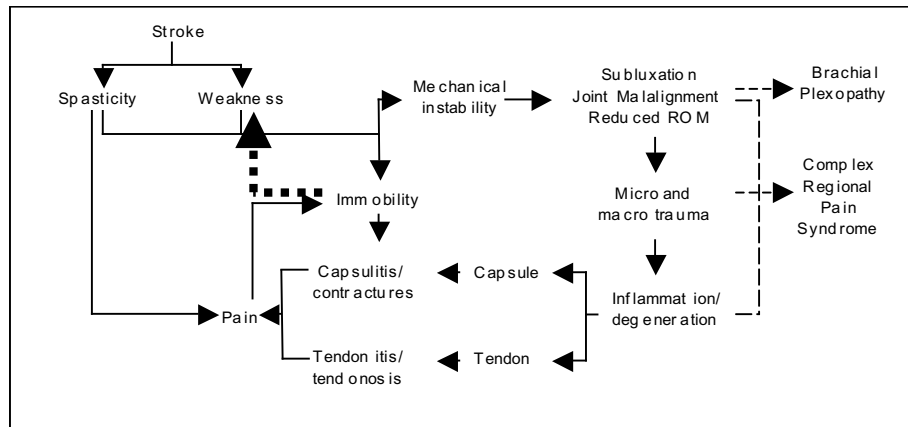 Stroke
Spasticity
Weakness
Mechanical
instability
Subluxation
Joint Malalignment
Reduced ROM
Brachial
Plexopathy
Immobility
Micro and
macro trauma
Complex
Regional
Pain
Syndrome
Capsulitis/
contractures
Capsule
Inflammation/
degeneration
Pain
Tendonitis/
tendonosis
Tendon